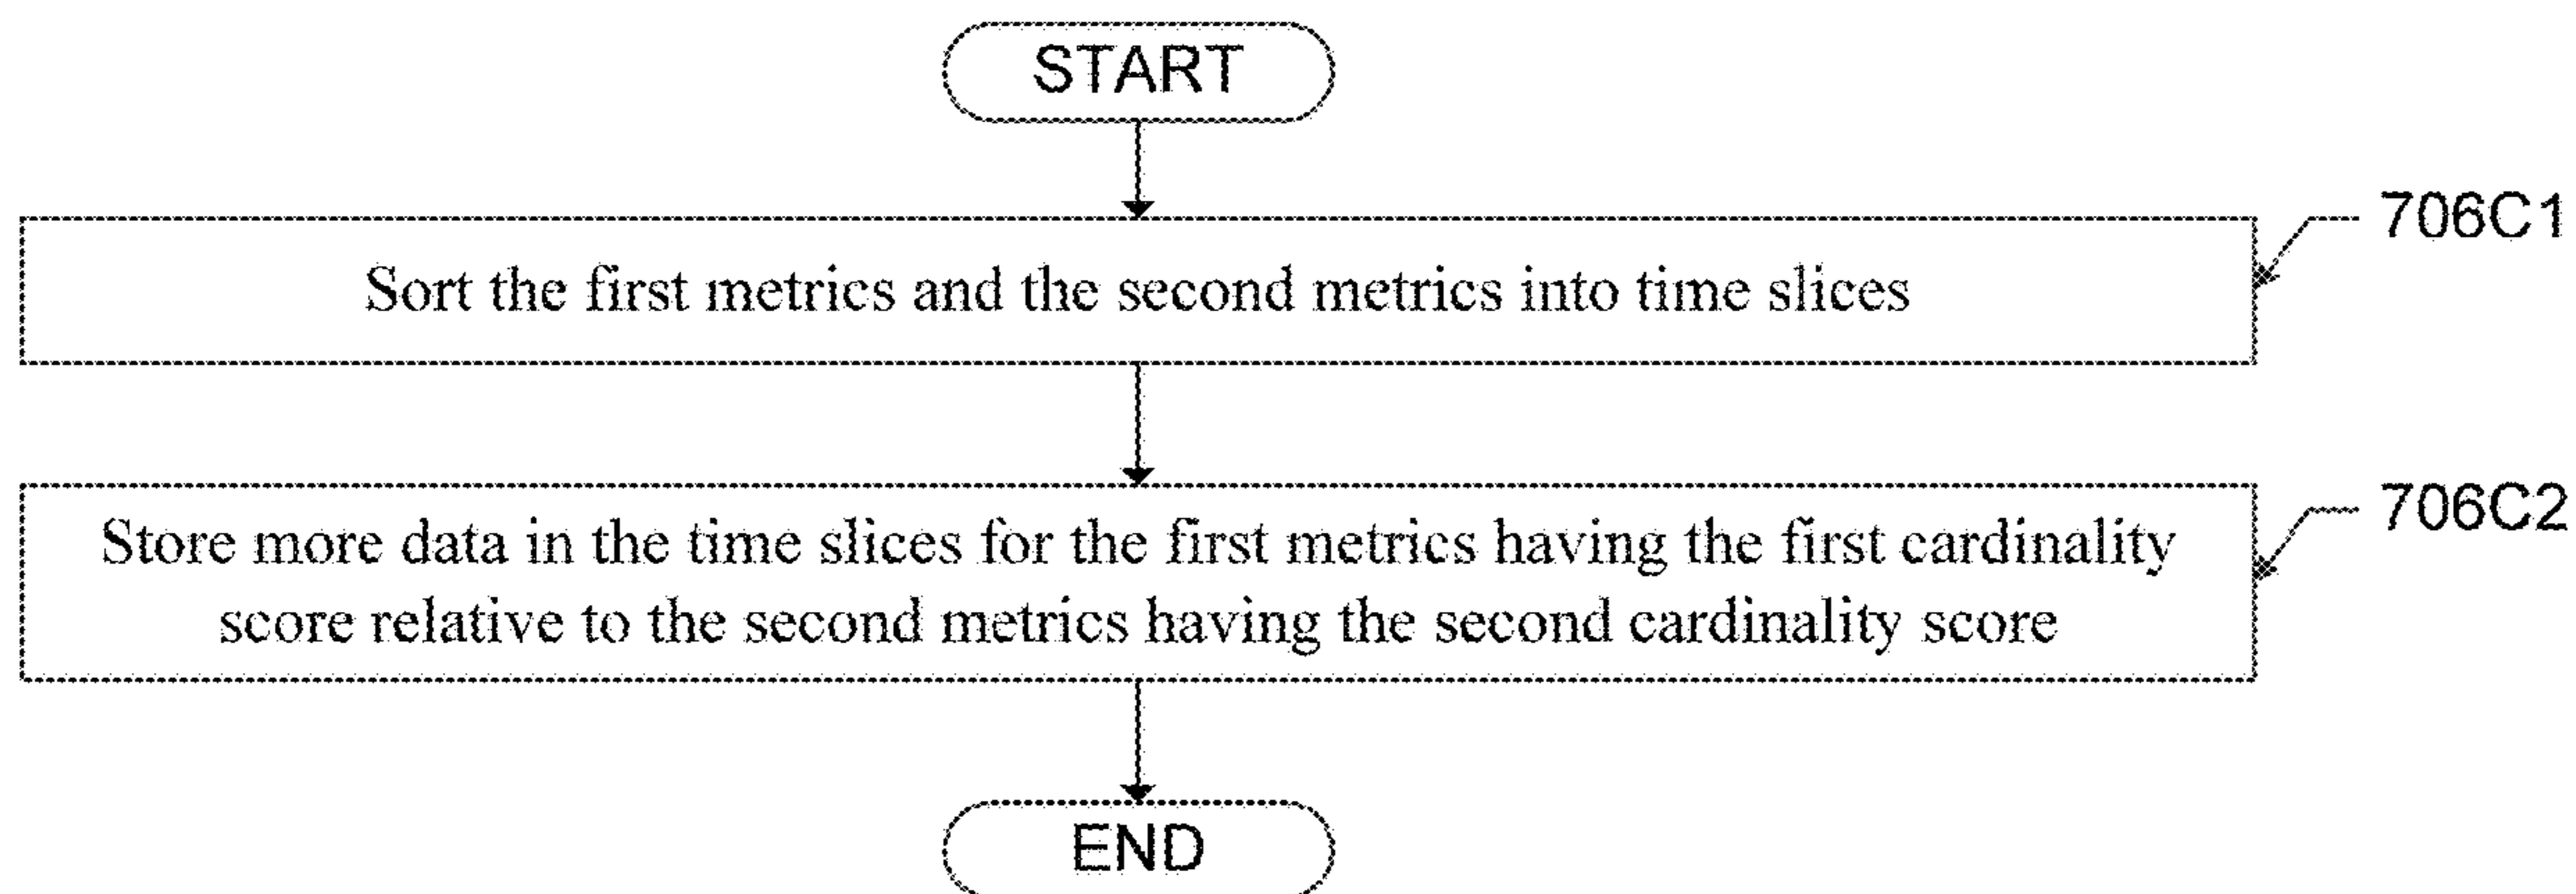 START
706C1
Sort the first metrics and the second metrics into time slices
706C2
Store more data in the time slices for the first metrics having the first cardinality
score relative to the second metrics having the second cardinality score
END